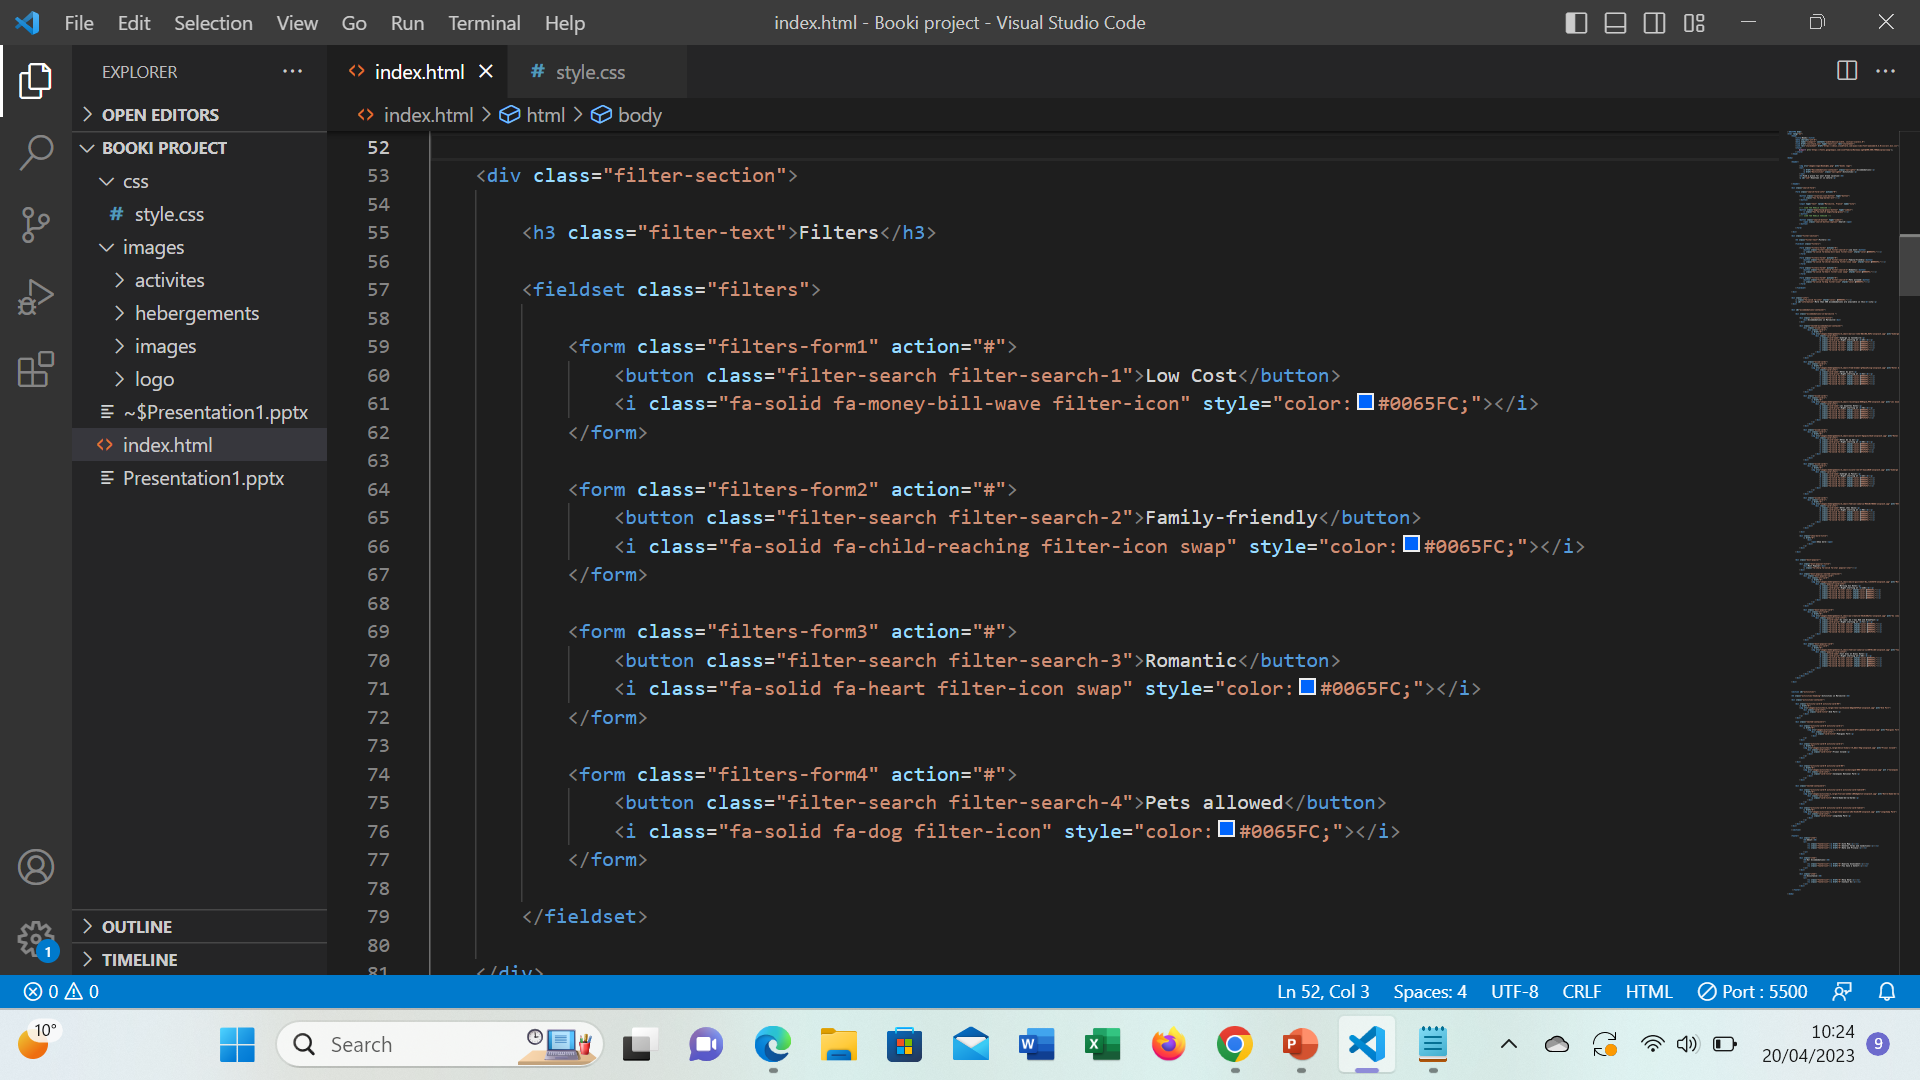 File Edit Selection View Go Run Terminal Help
index.html - Booki project - Visual Studio Code
EXPLORER
OPEN EDITORS
BOOKI PROJECT
css
# style.css
images
activites
hebergements
images
logo
~$Presentation1.pptx
<> index.html
Presentation1.pptx
OUTLINE
TIMELINE
1
<> index.html
# style.css
<> index.html > html > body
52
53 <div class="filter-section">
54
55 <h3 class="filter-text">Filters</h3>
56
57 <fieldset class="filters">
58
59 <form class="filters-form1" action="#">
60 <button class="filter-search filter-search-1">Low Cost</button>
61 <i class="fa-solid fa-money-bill-wave filter-icon" style="color: #0065FC;"></i>
62 </form>
63
64 <form class="filters-form2" action="#">
65 <button class="filter-search filter-search-2">Family-friendly</button>
66 <i class="fa-solid fa-child-reaching filter-icon swap" style="color: #0065FC;"></i>
67 </form>
68
69 <form class="filters-form3" action="#">
70 <button class="filter-search filter-search-3">Romantic</button>
71 <i class="fa-solid fa-heart filter-icon swap" style="color: #0065FC;"></i>
72 </form>
73
74 <form class="filters-form4" action="#">
75 <button class="filter-search filter-search-4">Pets allowed</button>
76 <i class="fa-solid fa-dog filter-icon" style="color: #0065FC;"></i>
77 </form>
78
79 </fieldset>
80
81 </div>
0 0
Ln 52, Col 3 Spaces: 4 UTF-8 CRLF HTML Port : 5500
10°
Search
10:24
20/04/2023
9